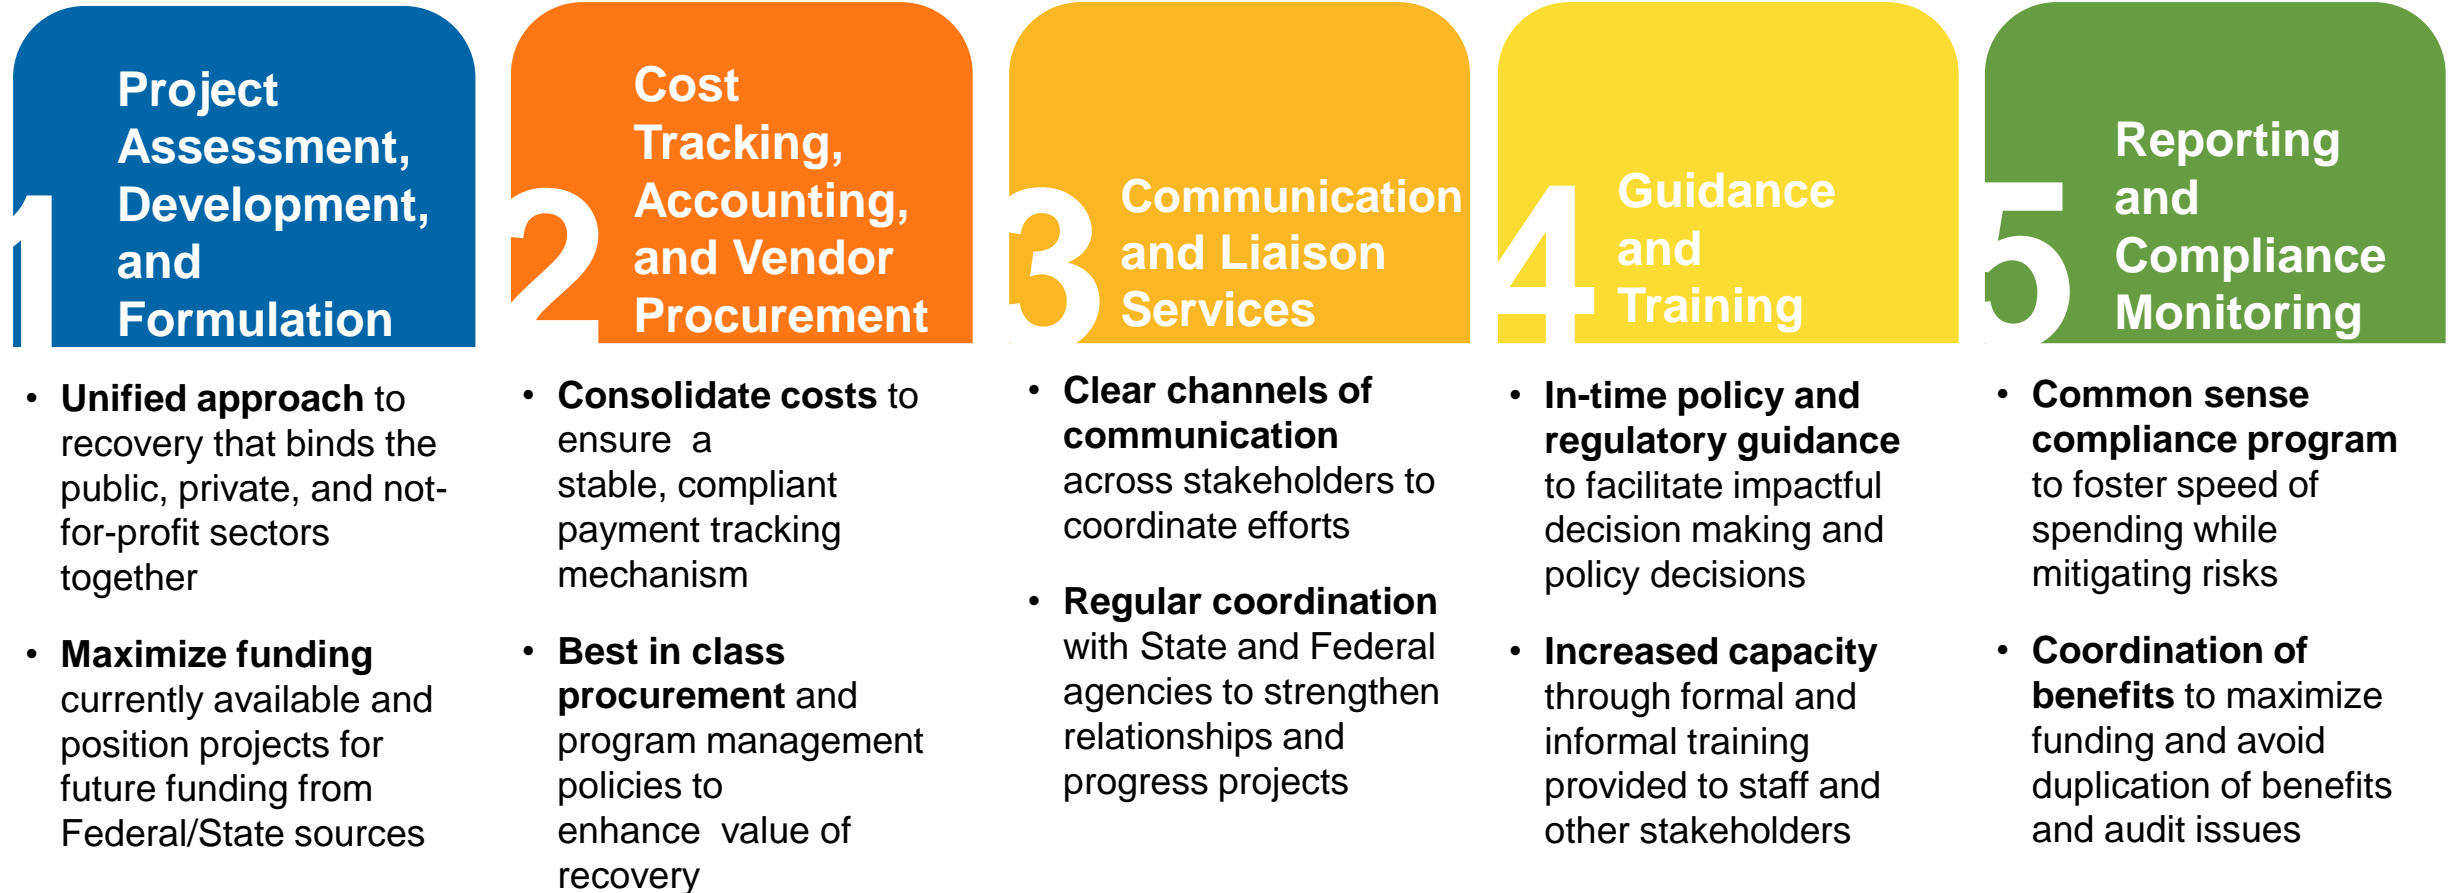 1
Project
Assessment,
Development,
and
Formulation
• Unified approach to
recovery that binds the
public, private, and not-
for-profit sectors
together
• Maximize funding
currently available and
position projects for
future funding from
Federal/State sources
2
Cost
Tracking,
Accounting,
and Vendor
Procurement
• Consolidate costs to
ensure  a
stable, compliant
payment tracking
mechanism
• Best in class
procurement and
program management
policies to
enhance  value of
recovery
3
Communication
and Liaison
Services
• Clear channels of
communication
across stakeholders to
coordinate efforts
• Regular coordination
with State and Federal
agencies to strengthen
relationships and
progress projects
4
Guidance
and
Training
• In-time policy and
regulatory guidance
to facilitate impactful
decision making and
policy decisions
• Increased capacity
through formal and
informal training
provided to staff and
other stakeholders
5
Reporting
and
Compliance
Monitoring
• Common sense
compliance program
to foster speed of
spending while
mitigating risks
• Coordination of
benefits to maximize
funding and avoid
duplication of benefits
and audit issues